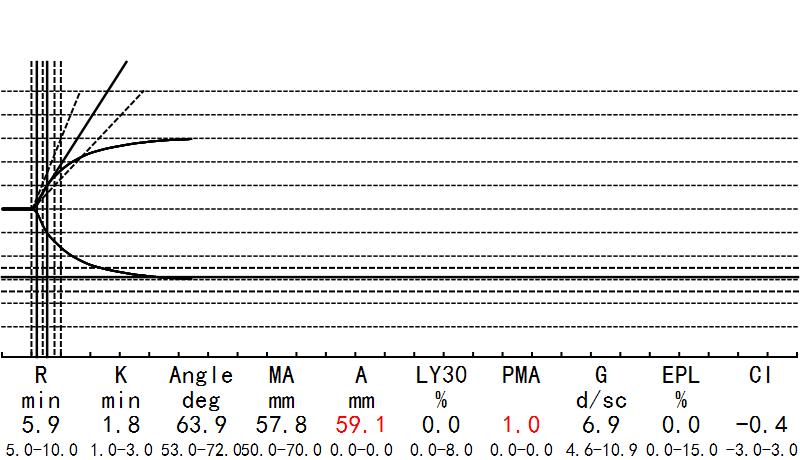 R K Angle MA A LY30 PMA G EPL CI
min min deg mm mm % d/sc %
5.9 1.8 63.9 57.8 59.1 0.0 1.0 6.9 0.0 -0.4
5.0-10.0 1.0-3.0 53.0-72.0 50.0-70.0 0.0-0.0 0.0-8.0 0.0-0.0 4.6-10.9 0.0-15.0 -3.0-3.0